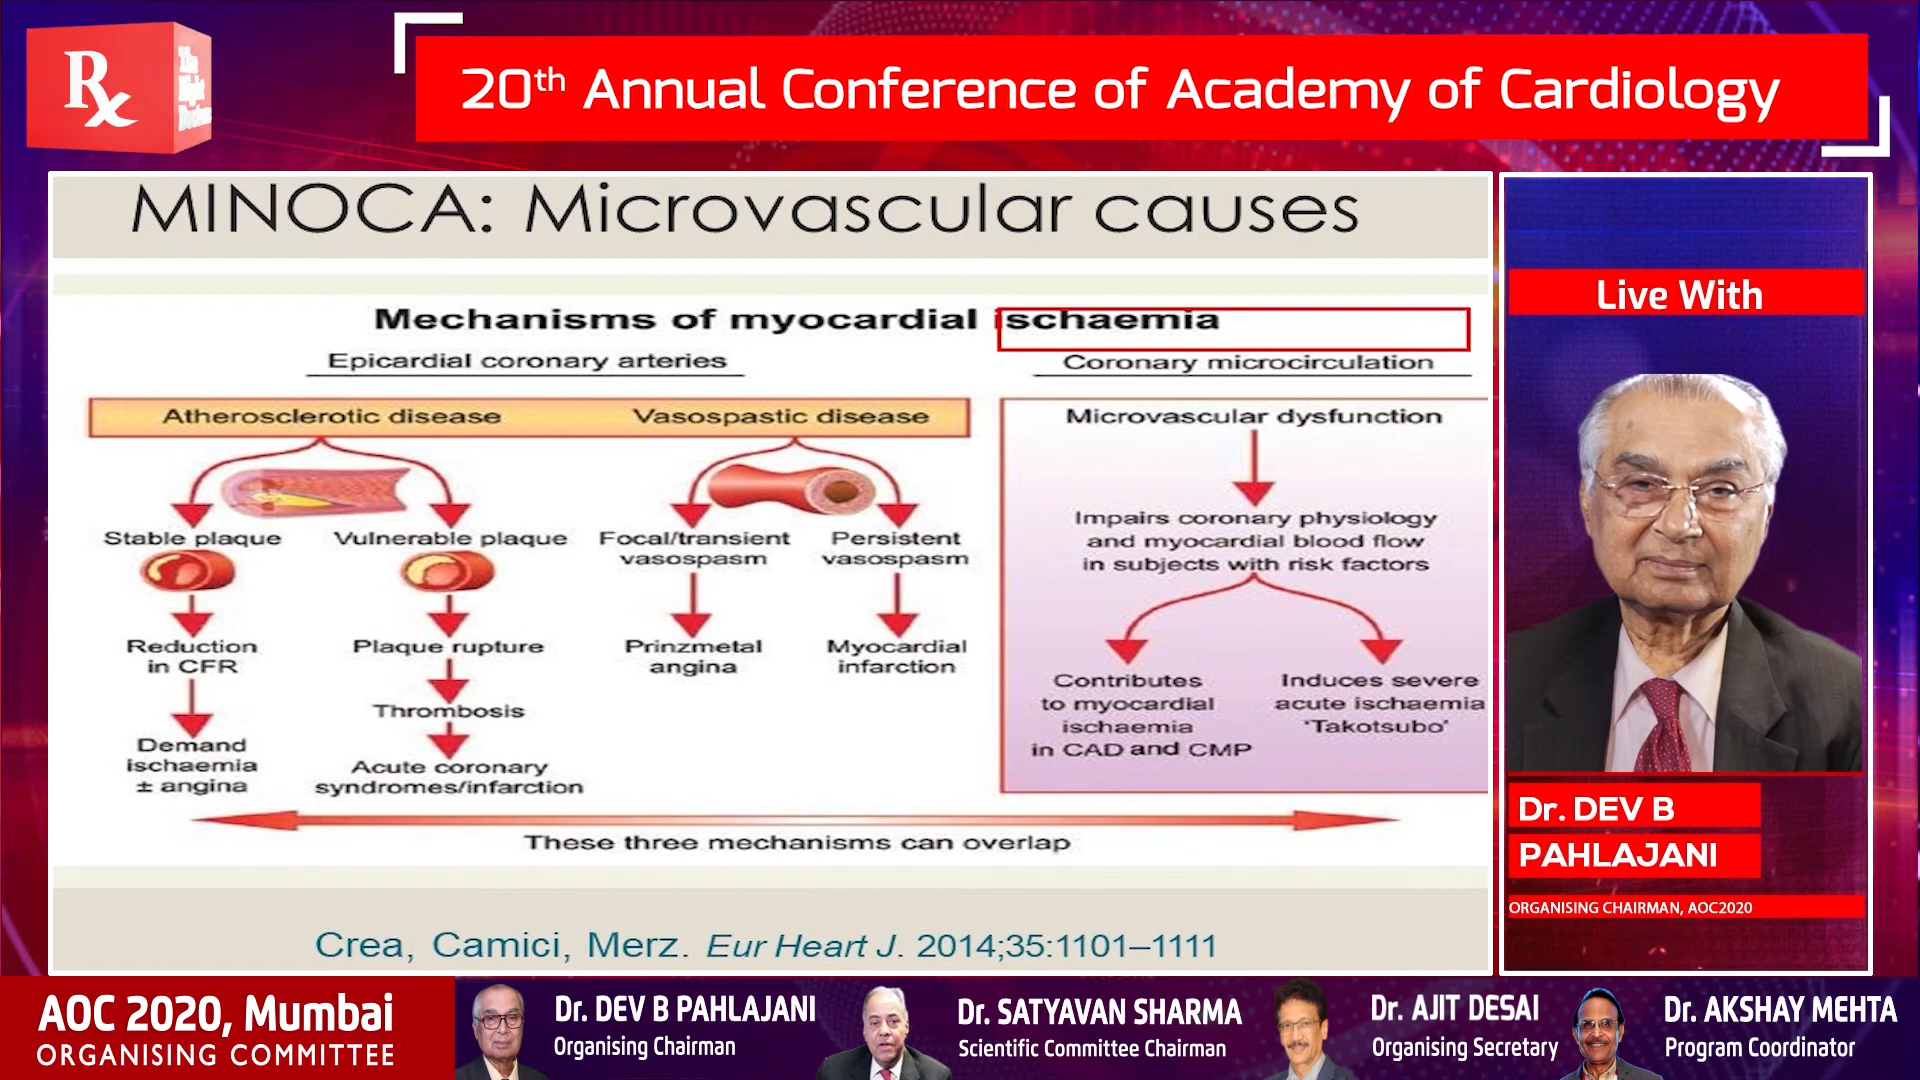 Rx
The
Right
Doctors
20th Annual Conference of Academy of Cardiology
MINOCA: Microvascular causes
Mechanisms of myocardial ischaemia
Epicardial coronary arteries
Coronary microcirculation
Atherosclerotic disease
Vasospastic disease
Microvascular dysfunction
Stable plaque
Vulnerable plaque
Focal/transient
vasospasm
Persistent
vasospasm
Impairs coronary physiology
and myocardial blood flow
in subjects with risk factors
Reduction
in CFR
Plaque rupture
Prinzmetal
angina
Myocardial
infarction
Thrombosis
Demand
ischaemia
± angina
Acute coronary
syndromes/infarction
Contributes
to myocardial
ischaemia
in CAD and CMP
Induces severe
acute ischaemia
'Takotsubo'
These three mechanisms can overlap
Crea, Camici, Merz. Eur Heart J. 2014;35:1101–1111
Live With
Dr. DEV B
PAHLAJANI
ORGANISING CHAIRMAN, AOC2020
AOC 2020, Mumbai
ORGANISING COMMITTEE
Dr. DEV B PAHLAJANI
Organising Chairman
Dr. SATYAVAN SHARMA
Scientific Committee Chairman
Dr. AJIT DESAI
Organising Secretary
Dr. AKSHAY MEHTA
Program Coordinator